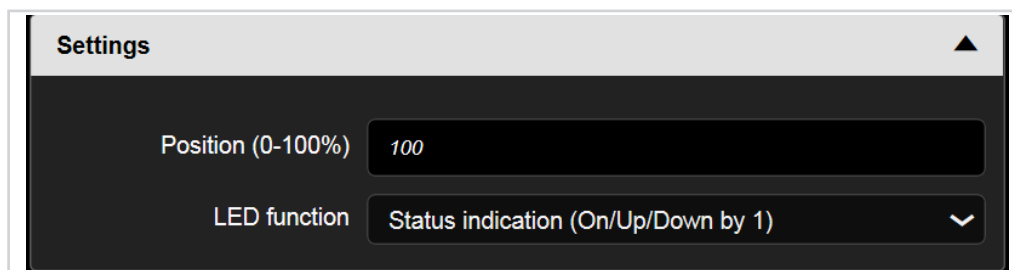 Settings
Position (0-100%) 100
LED function Status indication (On/Up/Down by 1)